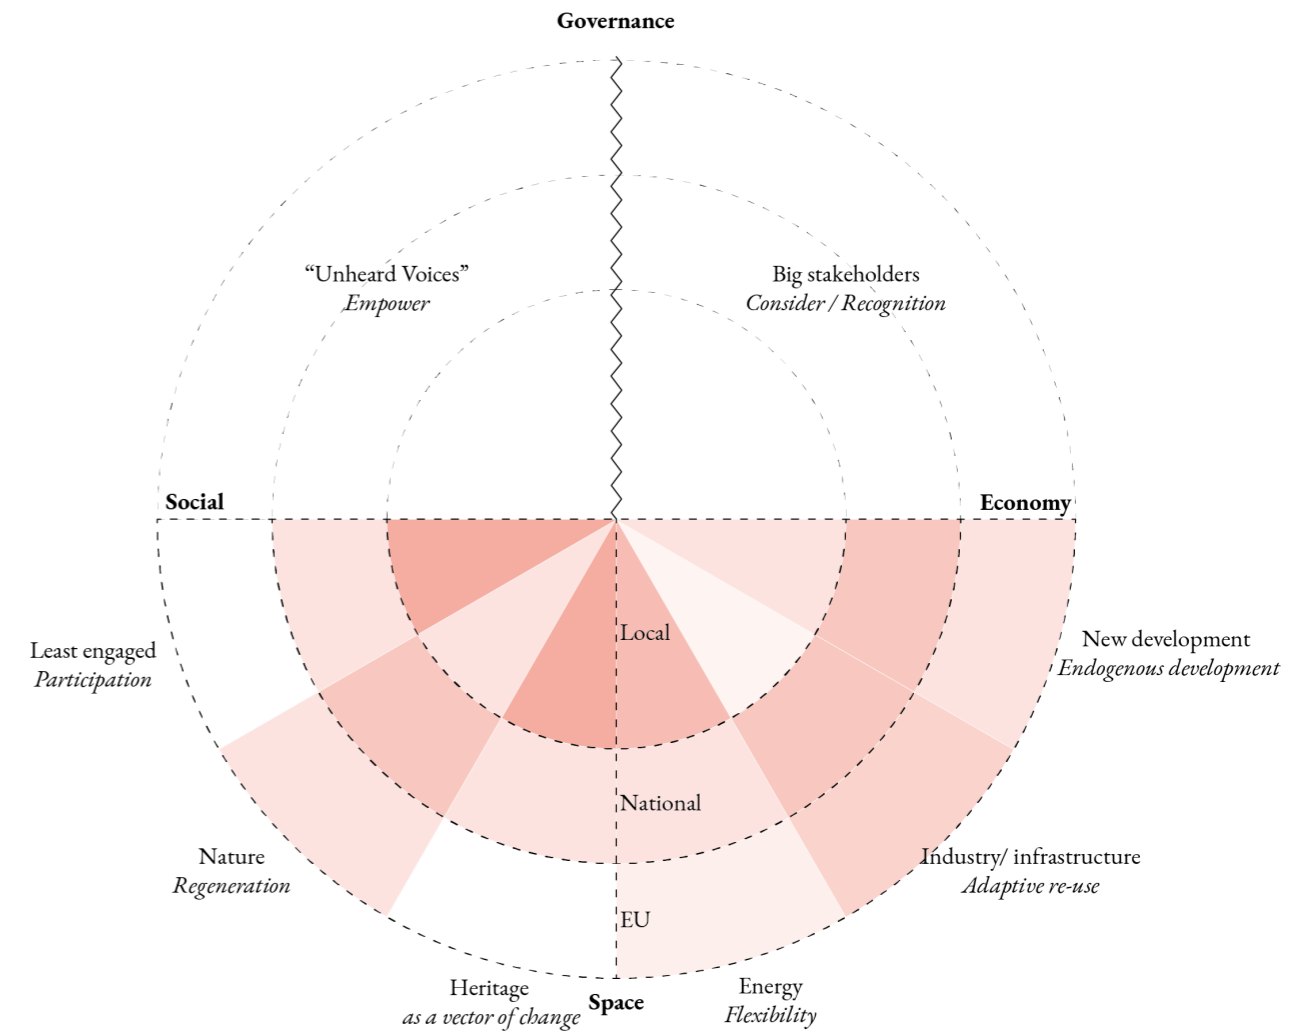 Governance
“Unheard Voices”
Empower
Big stakeholders
Consider / Recognition
Social
Economy
Local
Least engaged
Participation
New development
Endogenous development
National
Nature
Regeneration
Industry/ infrastructure
Adaptive re-use
EU
Heritage
as a vector of change
Space
Energy
Flexibility